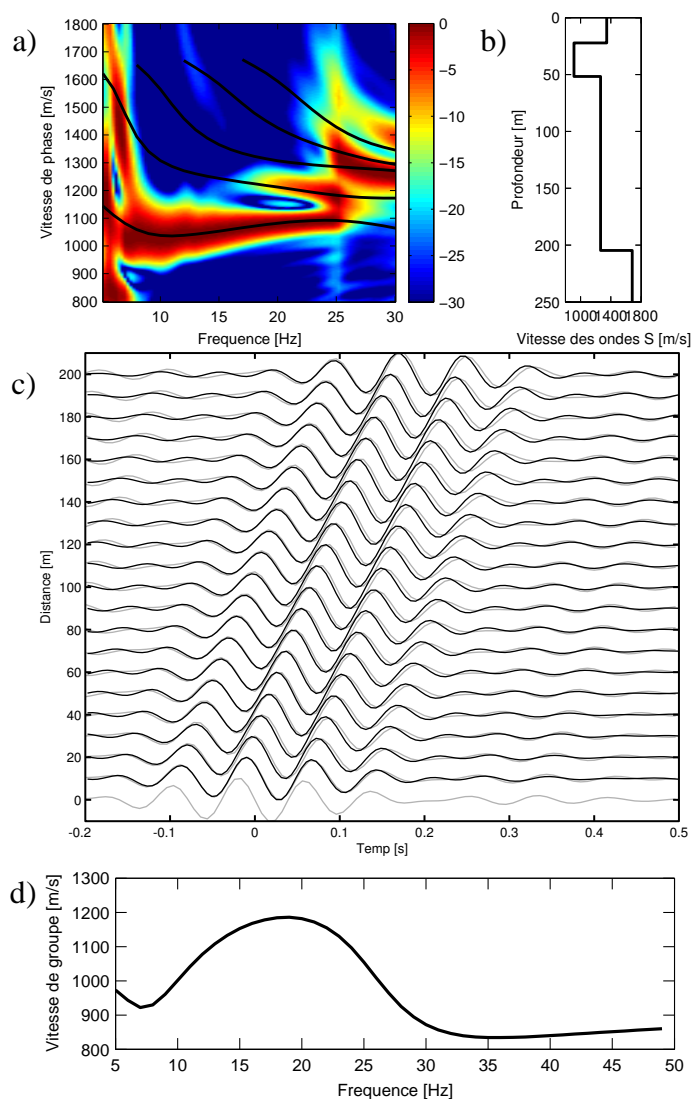 a)
1800
1700
1600
1500
1400
1300
1200
1100
1000
900
800
Vitesse de phase [m/s]
10 15 20 25 30
Frequence [Hz]
0
−5
−10
−15
−20
−25
−30
b)
0
50
100
150
200
250
Profondeur [m]
1000 1400 1800
Vitesse des ondes S [m/s]
c)
200
180
160
140
120
100
80
60
40
20
0
Distance [m]
-0.2 -0.1 0 0.1 0.2 0.3 0.4 0.5
Temp [s]
d)
1300
1200
1100
1000
900
800
Vitesse de groupe [m/s]
5 10 15 20 25 30 35 40 45 50
Frequence [Hz]